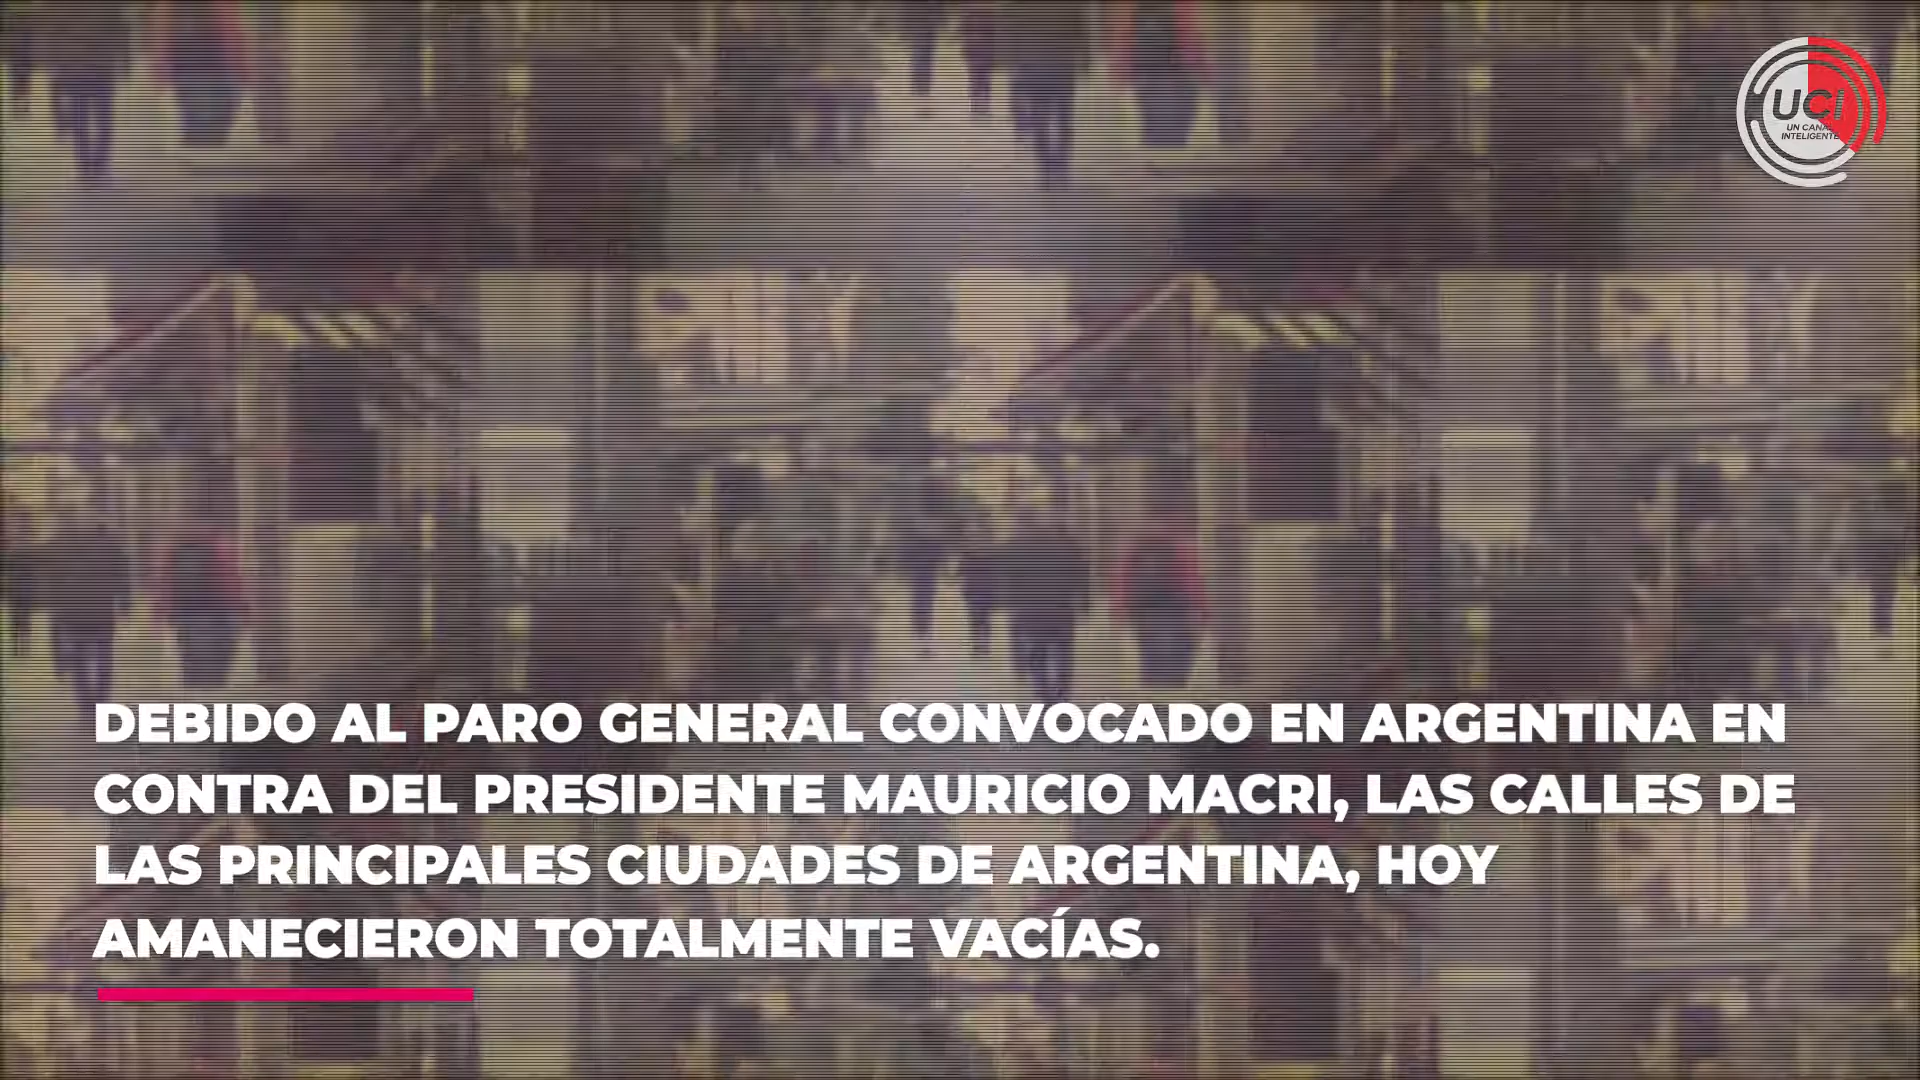 UCI
UN CANAL
INTELIGENTE
DEBIDO AL PARO GENERAL CONVOCADO EN ARGENTINA EN
CONTRA DEL PRESIDENTE MAURICIO MACRI, LAS CALLES DE
LAS PRINCIPALES CIUDADES DE ARGENTINA, HOY
AMANECIERON TOTALMENTE VACÍAS.